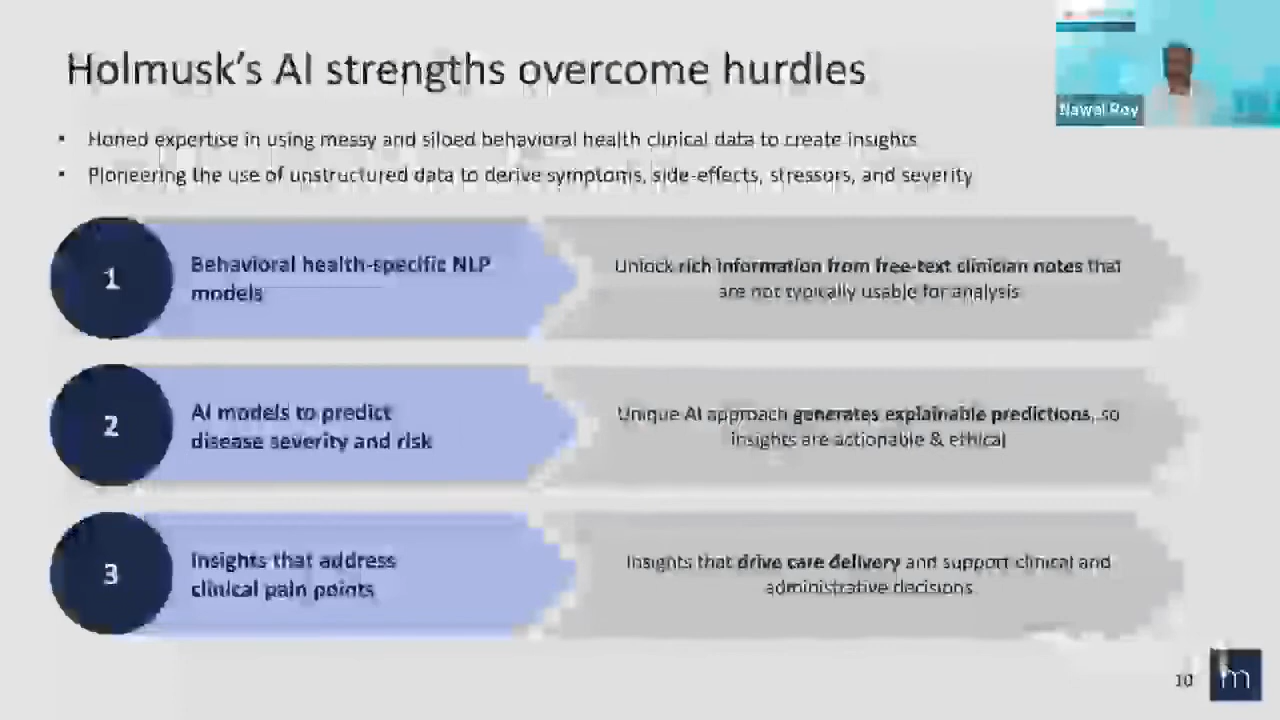 Holmusk's AI strengths overcome hurdles
Nawal Roy
• Honed expertise in using messy and siloed behavioral health clinical data to create insights
• Pioneering the use of unstructured data to derive symptoms, side-effects, stressors, and severity
1
Behavioral health-specific NLP
models
Unlock rich information from free-text clinician notes that
are not typically usable for analysis
2
AI models to predict
disease severity and risk
Unique AI approach generates explainable predictions, so
insights are actionable & ethical
3
Insights that address
clinical pain points
Insights that drive care delivery and support clinical and
administrative decisions
10
m